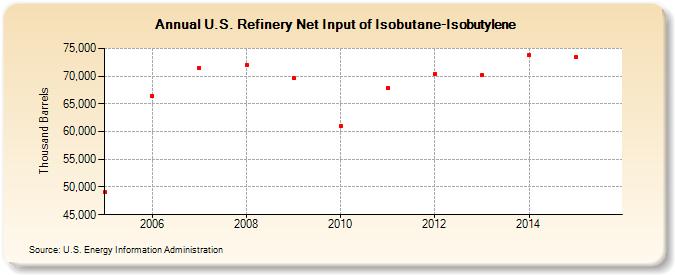 Annual U.S. Refinery Net Input of Isobutane-Isobutylene
Thousand Barrels
75,000
70,000
65,000
60,000
55,000
50,000
45,000
2006 2008 2010 2012 2014
Source: U.S. Energy Information Administration